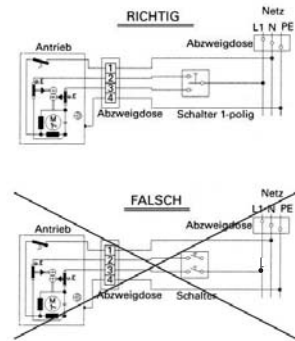 RICHTIG
Netz
L1 N PE
Abzweigdose
Antrieb
1
2
3
4
M
Abzweigdose
Schalter 1-polig
FALSCH
Netz
L1 N PE
Abzweigdose
Antrieb
1
2
3
4
M
Abzweigdose
Schalter